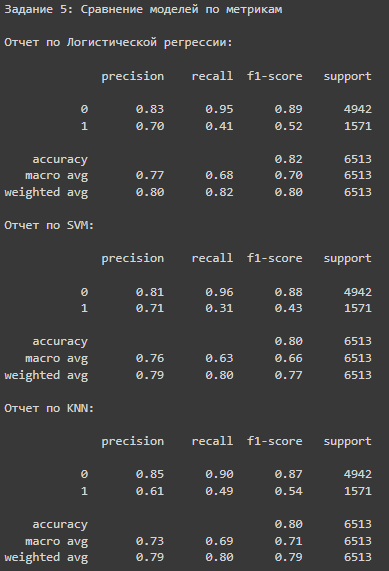 Задание 5: Сравнение моделей по метрикам
Отчет по Логистической регрессии:
precision recall f1-score support
0 0.83 0.95 0.89 4942
1 0.70 0.41 0.52 1571
accuracy 0.82 6513
macro avg 0.77 0.68 0.70 6513
weighted avg 0.80 0.82 0.80 6513
Отчет по SVM:
precision recall f1-score support
0 0.81 0.96 0.88 4942
1 0.71 0.31 0.43 1571
accuracy 0.80 6513
macro avg 0.76 0.63 0.66 6513
weighted avg 0.79 0.80 0.77 6513
Отчет по KNN:
precision recall f1-score support
0 0.85 0.90 0.87 4942
1 0.61 0.49 0.54 1571
accuracy 0.80 6513
macro avg 0.73 0.69 0.71 6513
weighted avg 0.79 0.80 0.79 6513